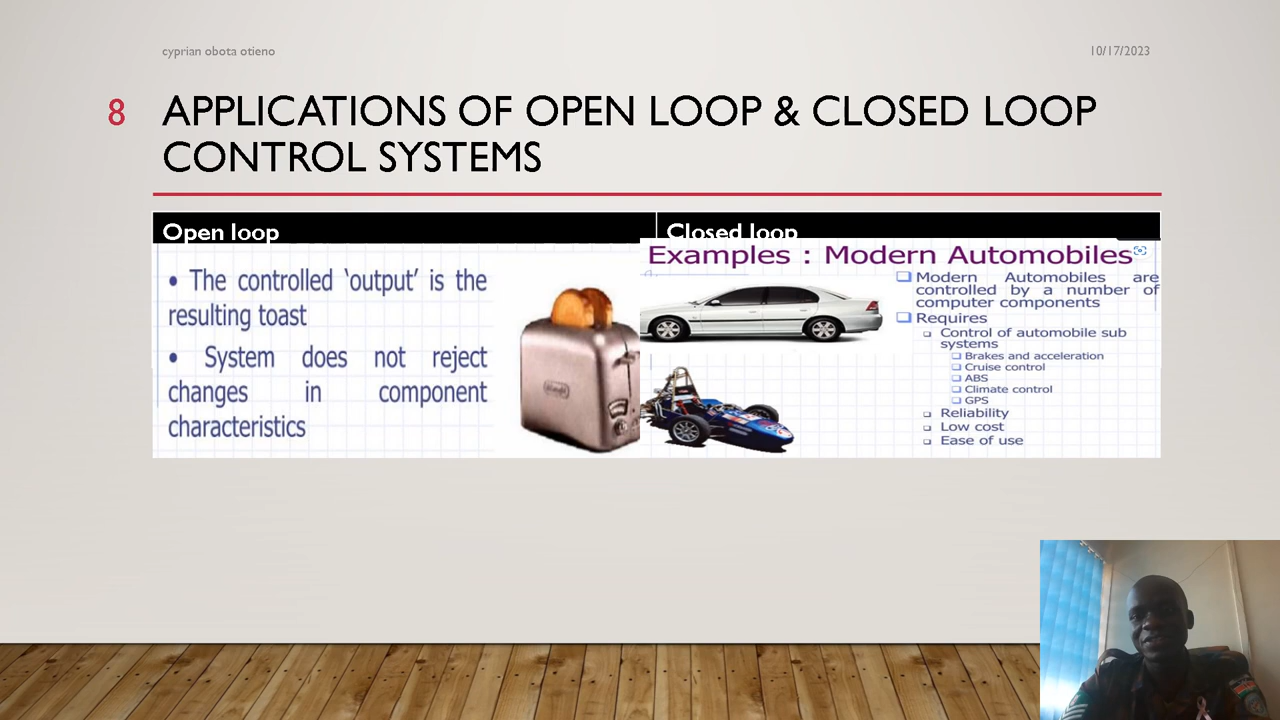 cyprian obota otieno
10/17/2023
8
APPLICATIONS OF OPEN LOOP & CLOSED LOOP
CONTROL SYSTEMS
Open loop
• The controlled ‘output’ is the
resulting toast
• System does not reject
changes in component
characteristics
Closed loop
Examples : Modern Automobiles
Modern Automobiles are
controlled by a number of
computer components
Requires
Control of automobile sub
systems
Brakes and acceleration
Cruise control
ABS
Climate control
GPS
Reliability
Low cost
Ease of use